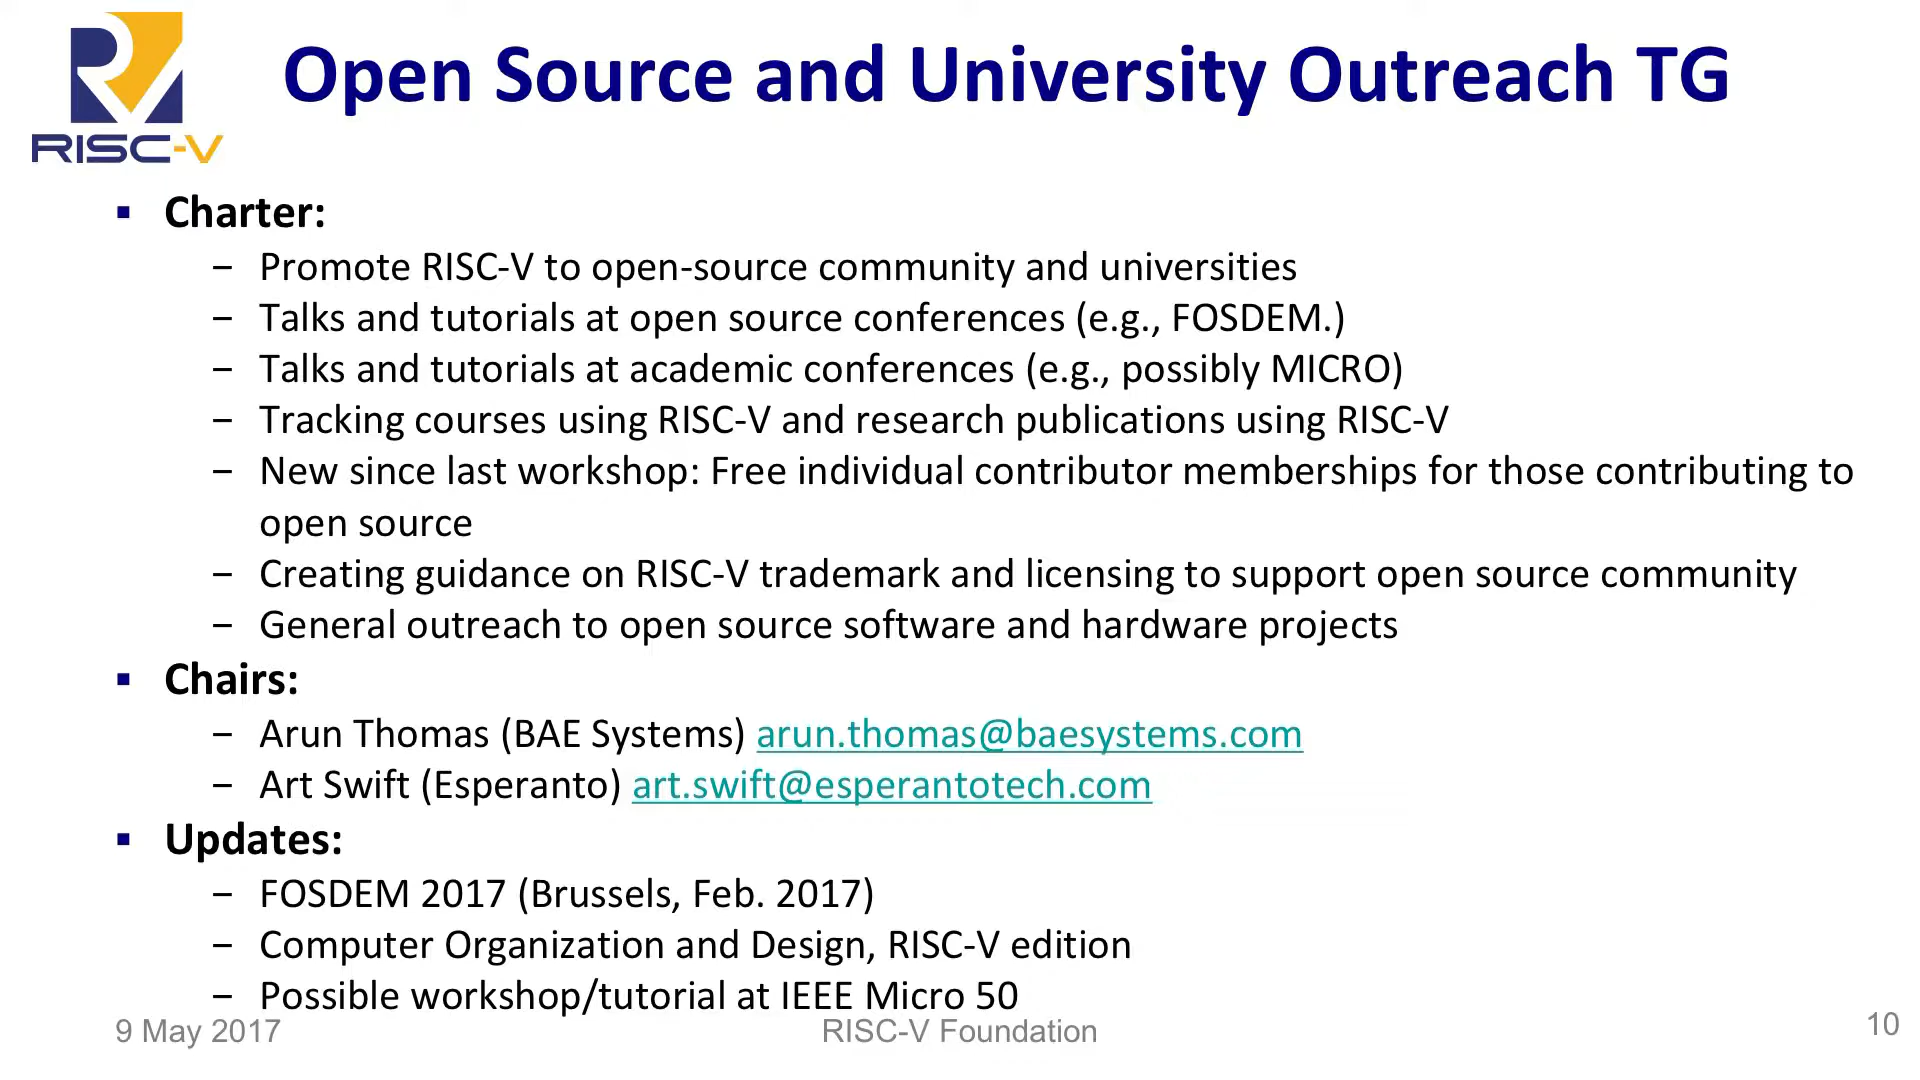 RISC-V
Open Source and University Outreach TG
▪ Charter:
– Promote RISC-V to open-source community and universities
– Talks and tutorials at open source conferences (e.g., FOSDEM.)
– Talks and tutorials at academic conferences (e.g., possibly MICRO)
– Tracking courses using RISC-V and research publications using RISC-V
– New since last workshop: Free individual contributor memberships for those contributing to
open source
– Creating guidance on RISC-V trademark and licensing to support open source community
– General outreach to open source software and hardware projects
▪ Chairs:
– Arun Thomas (BAE Systems) arun.thomas@baesystems.com
– Art Swift (Esperanto) art.swift@esperantotech.com
▪ Updates:
– FOSDEM 2017 (Brussels, Feb. 2017)
– Computer Organization and Design, RISC-V edition
– Possible workshop/tutorial at IEEE Micro 50
9 May 2017
RISC-V Foundation
10